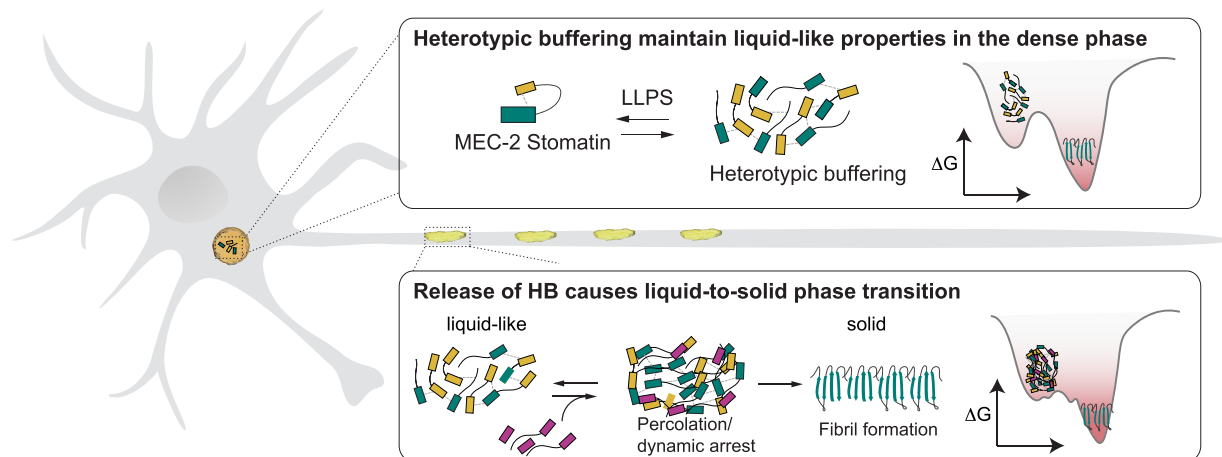 Heterotypic buffering maintain liquid-like properties in the dense phase
LLPS
MEC-2 Stomatin
Heterotypic buffering
ΔG
Release of HB causes liquid-to-solid phase transition
liquid-like
solid
Percolation/
dynamic arrest
Fibril formation
ΔG